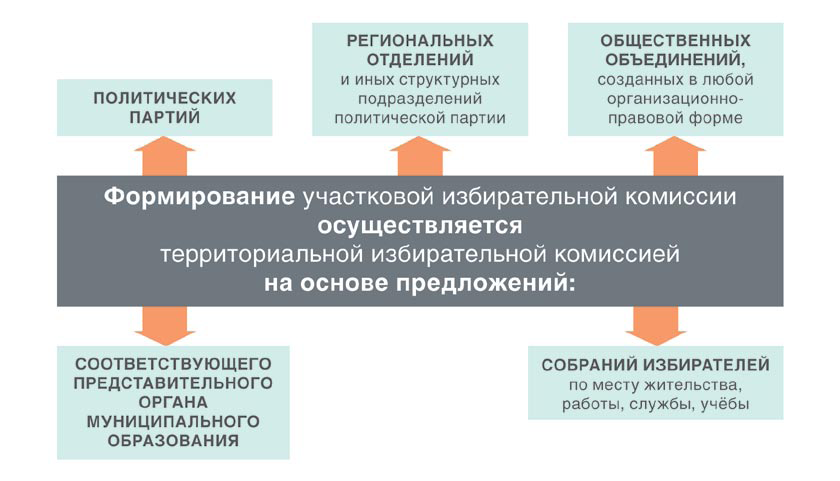 ПОЛИТИЧЕСКИХ
ПАРТИЙ
РЕГИОНАЛЬНЫХ
ОТДЕЛЕНИЙ
и иных структурных
подразделений
политической партии
ОБЩЕСТВЕННЫХ
ОБЪЕДИНЕНИЙ,
созданных в любой
организационно-
правовой форме
Формирование участковой избирательной комиссии
осуществляется
территориальной избирательной комиссией
на основе предложений:
СООТВЕТСТВУЮЩЕГО
ПРЕДСТАВИТЕЛЬНОГО
ОРГАНА
МУНИЦИПАЛЬНОГО
ОБРАЗОВАНИЯ
СОБРАНИЙ ИЗБИРАТЕЛЕЙ
по месту жительства,
работы, службы, учёбы